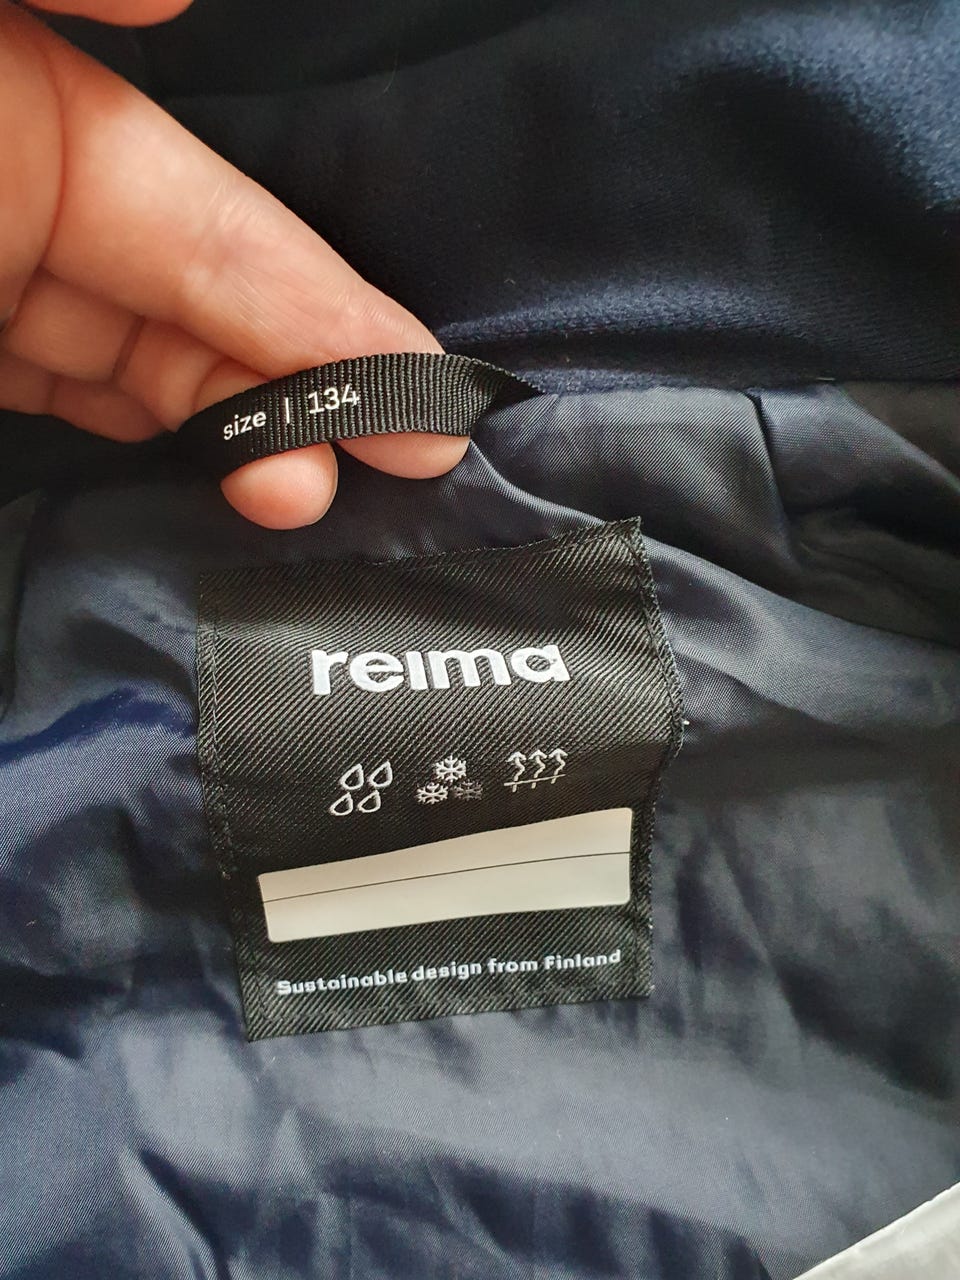 size | 134
reima
Sustainable design from Finland